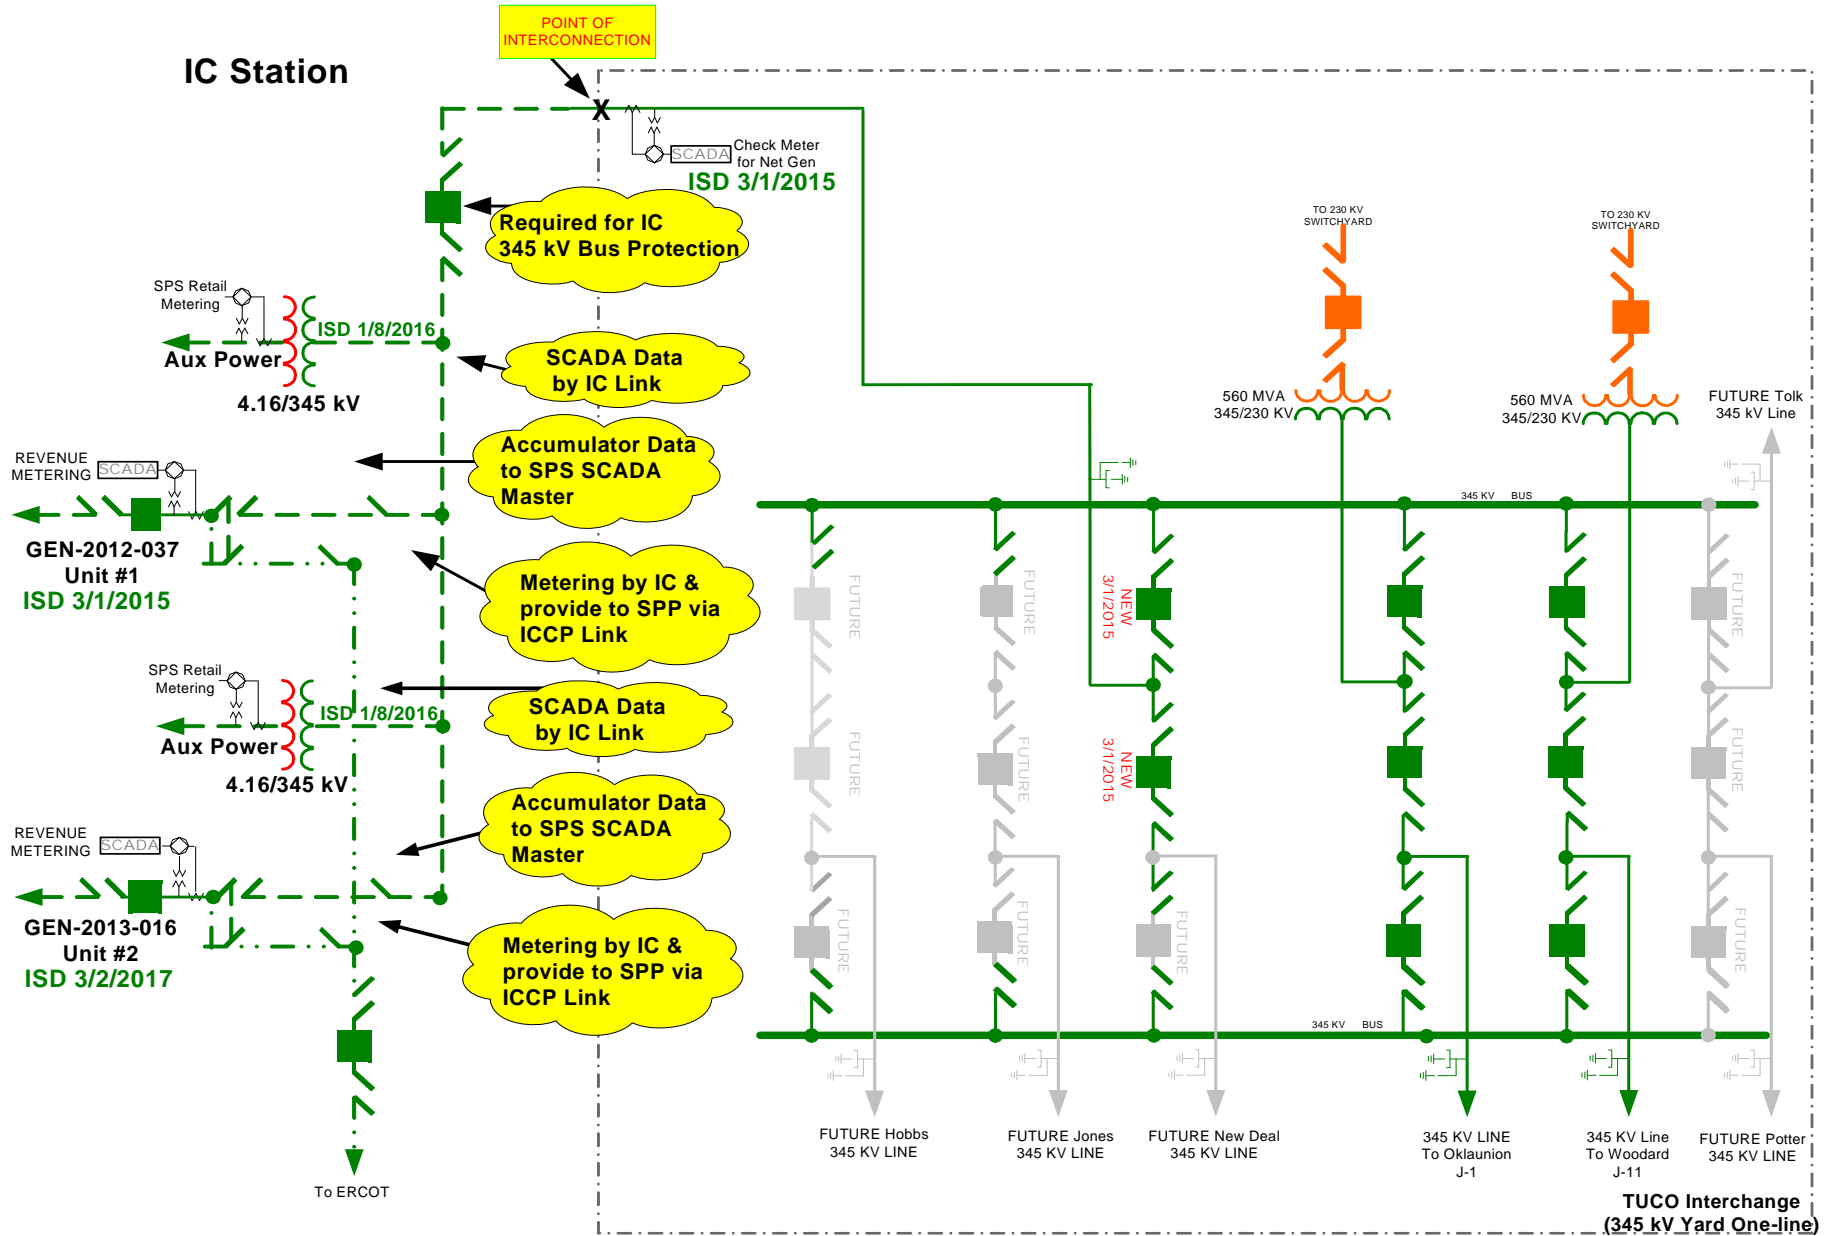 POINT OF
INTERCONNECTION
IC Station
SCADA
Check Meter
for Net Gen
ISD 3/1/2015
Required for IC
345 kV Bus Protection
TO 230 KV
SWITCHYARD
TO 230 KV
SWITCHYARD
SPS Retail
Metering
ISD 1/8/2016
Aux Power
4.16/345 kV
SCADA Data
by IC Link
560 MVA
345/230 KV
560 MVA
345/230 KV
FUTURE Tolk
345 kV Line
Accumulator Data
to SPS SCADA
Master
REVENUE
METERING
SCADA
345 KV BUS
GEN-2012-037
Unit #1
ISD 3/1/2015
Metering by IC &
provide to SPP via
ICCP Link
FUTURE
FUTURE
NEW
3/1/2015
FUTURE
SPS Retail
Metering
ISD 1/8/2016
Aux Power
4.16/345 kV
SCADA Data
by IC Link
FUTURE
FUTURE
NEW
3/1/2015
FUTURE
Accumulator Data
to SPS SCADA
Master
REVENUE
METERING
SCADA
GEN-2013-016
Unit #2
ISD 3/2/2017
Metering by IC &
provide to SPP via
ICCP Link
FUTURE
FUTURE
FUTURE
FUTURE
345 KV BUS
To ERCOT
FUTURE Hobbs
345 KV LINE
FUTURE Jones
345 KV LINE
FUTURE New Deal
345 KV LINE
345 KV LINE
To Oklaunion
J-1
345 KV Line
To Woodard
J-11
FUTURE Potter
345 KV LINE
TUCO Interchange
(345 kV Yard One-line)